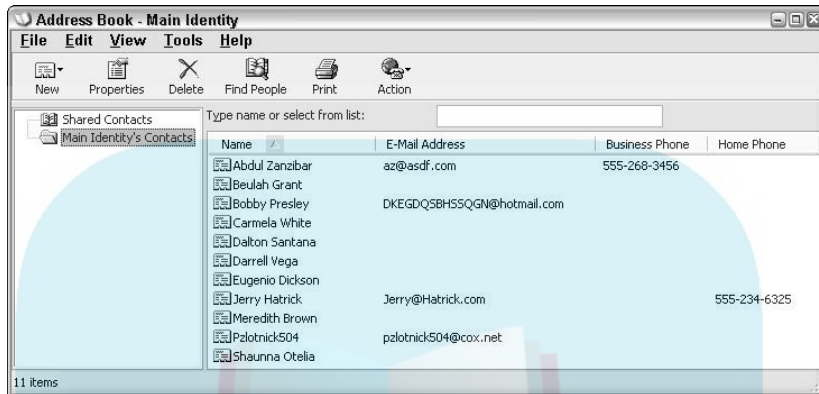 Address Book - Main Identity
File Edit View Tools Help
New Properties Delete Find People Print Action
Shared Contacts
Main Identity's Contacts
Type name or select from list:
Name E-Mail Address Business Phone Home Phone
Abdul Zanzibar az@asdf.com 555-268-3456
Beulah Grant
Bobby Presley DKEGDQSBHSSQGN@hotmail.com
Carmela White
Dalton Santana
Darrell Vega
Eugenio Dickson
Jerry Hatrick Jerry@Hatrick.com 555-234-6325
Meredith Brown
Pzlotnick504 pzlotnick504@cox.net
Shaunna Otelia
11 items